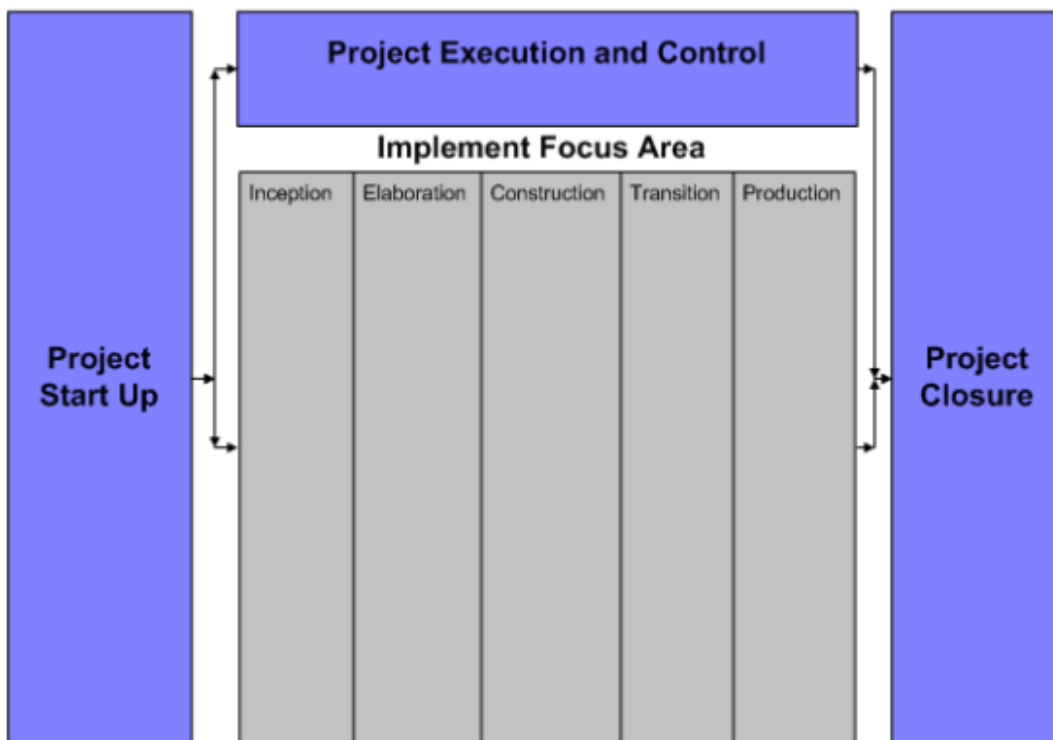 Project Execution and Control
Implement Focus Area
Inception
Elaboration
Construction
Transition
Production
Project
Start Up
Project
Closure